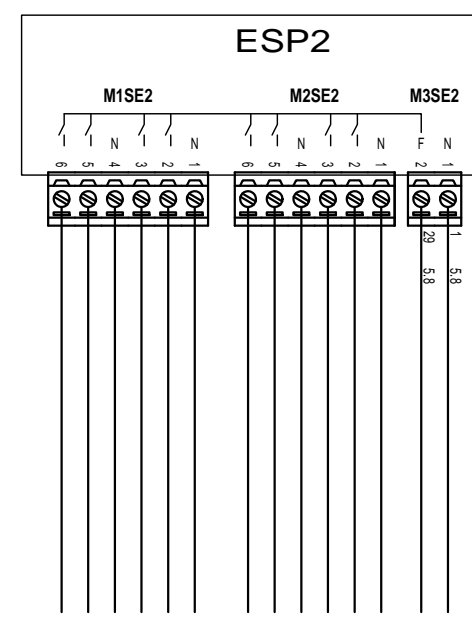 ESP2
M1SE2 M2SE2 M3SE2
N N N N F N
6 5 4 3 2 1 6 5 4 3 2 1 2 1
29 1
5.8 5.8